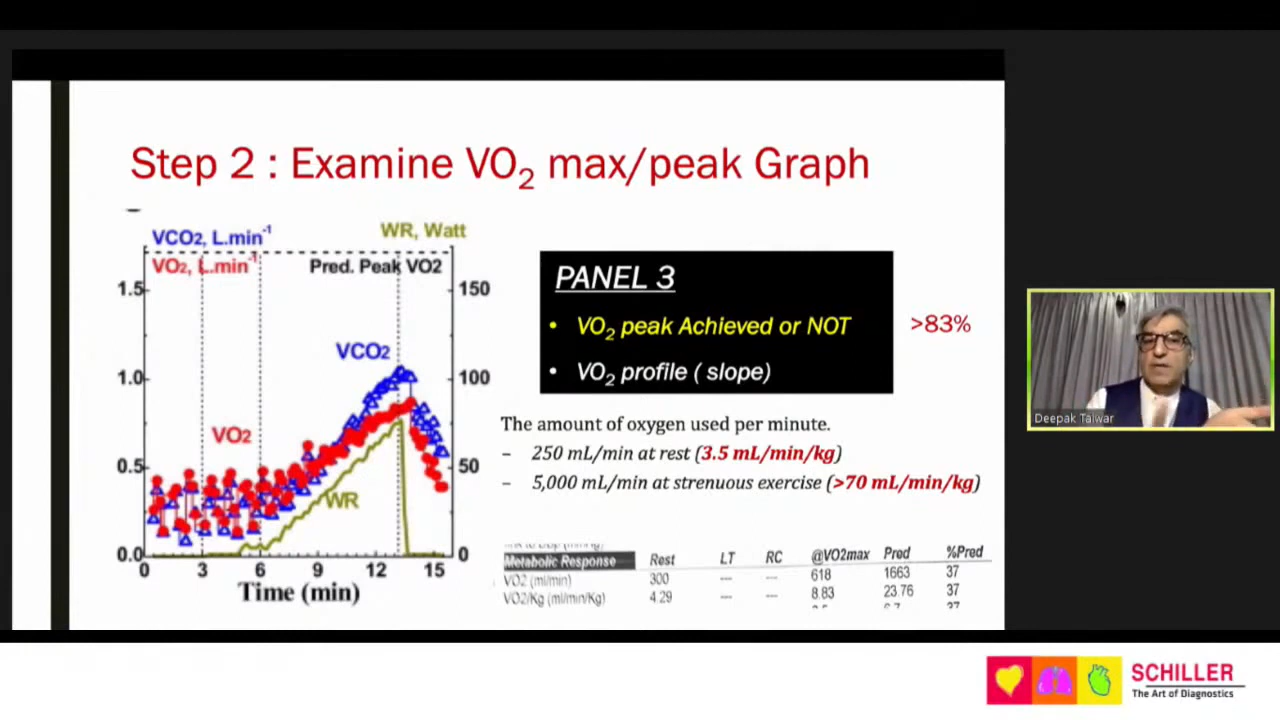 Step 2 : Examine VO2 max/peak Graph
VCO2, L.min-1
WR, Watt
VO2, L.min-1
Pred. Peak VO2
1.5
150
VCO2
1.0
100
VO2
0.5
50
WR
0.0
0
0 3 6 9 12 15
Time (min)
PANEL 3
• VO2 peak Achieved or NOT
• VO2 profile ( slope)
>83%
The amount of oxygen used per minute.
– 250 mL/min at rest (3.5 mL/min/kg)
– 5,000 mL/min at strenuous exercise (>70 mL/min/kg)
Metabolic Response Rest LT RC @VO2max Pred %Pred
VO2 (ml/min) 300 --- --- 618 1663 37
VO2/Kg (ml/min/Kg) 4.29 --- --- 8.83 23.76 37
Deepak Talwar
SCHILLER
The Art of Diagnostics